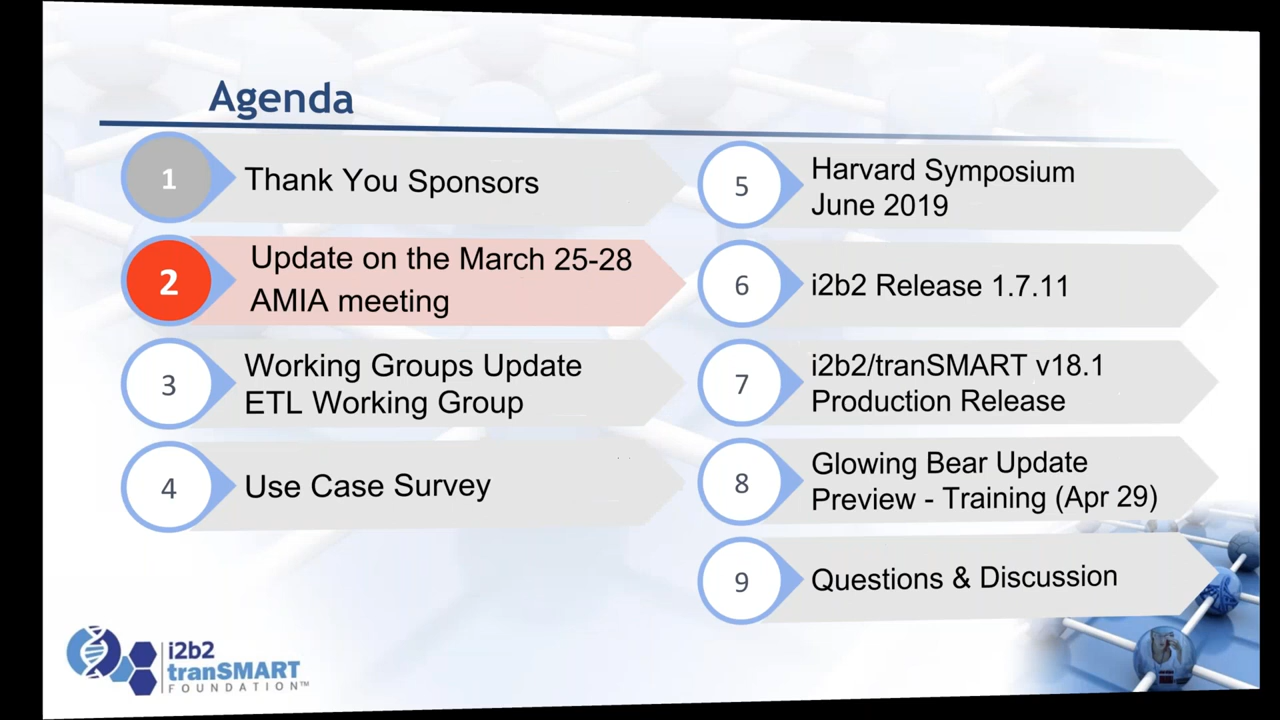 Agenda
1
Thank You Sponsors
2
Update on the March 25-28
AMIA meeting
3
Working Groups Update
ETL Working Group
4
Use Case Survey
5
Harvard Symposium
June 2019
6
i2b2 Release 1.7.11
7
i2b2/tranSMART v18.1
Production Release
8
Glowing Bear Update
Preview - Training (Apr 29)
9
Questions & Discussion
i2b2
tranSMART
FOUNDATION™